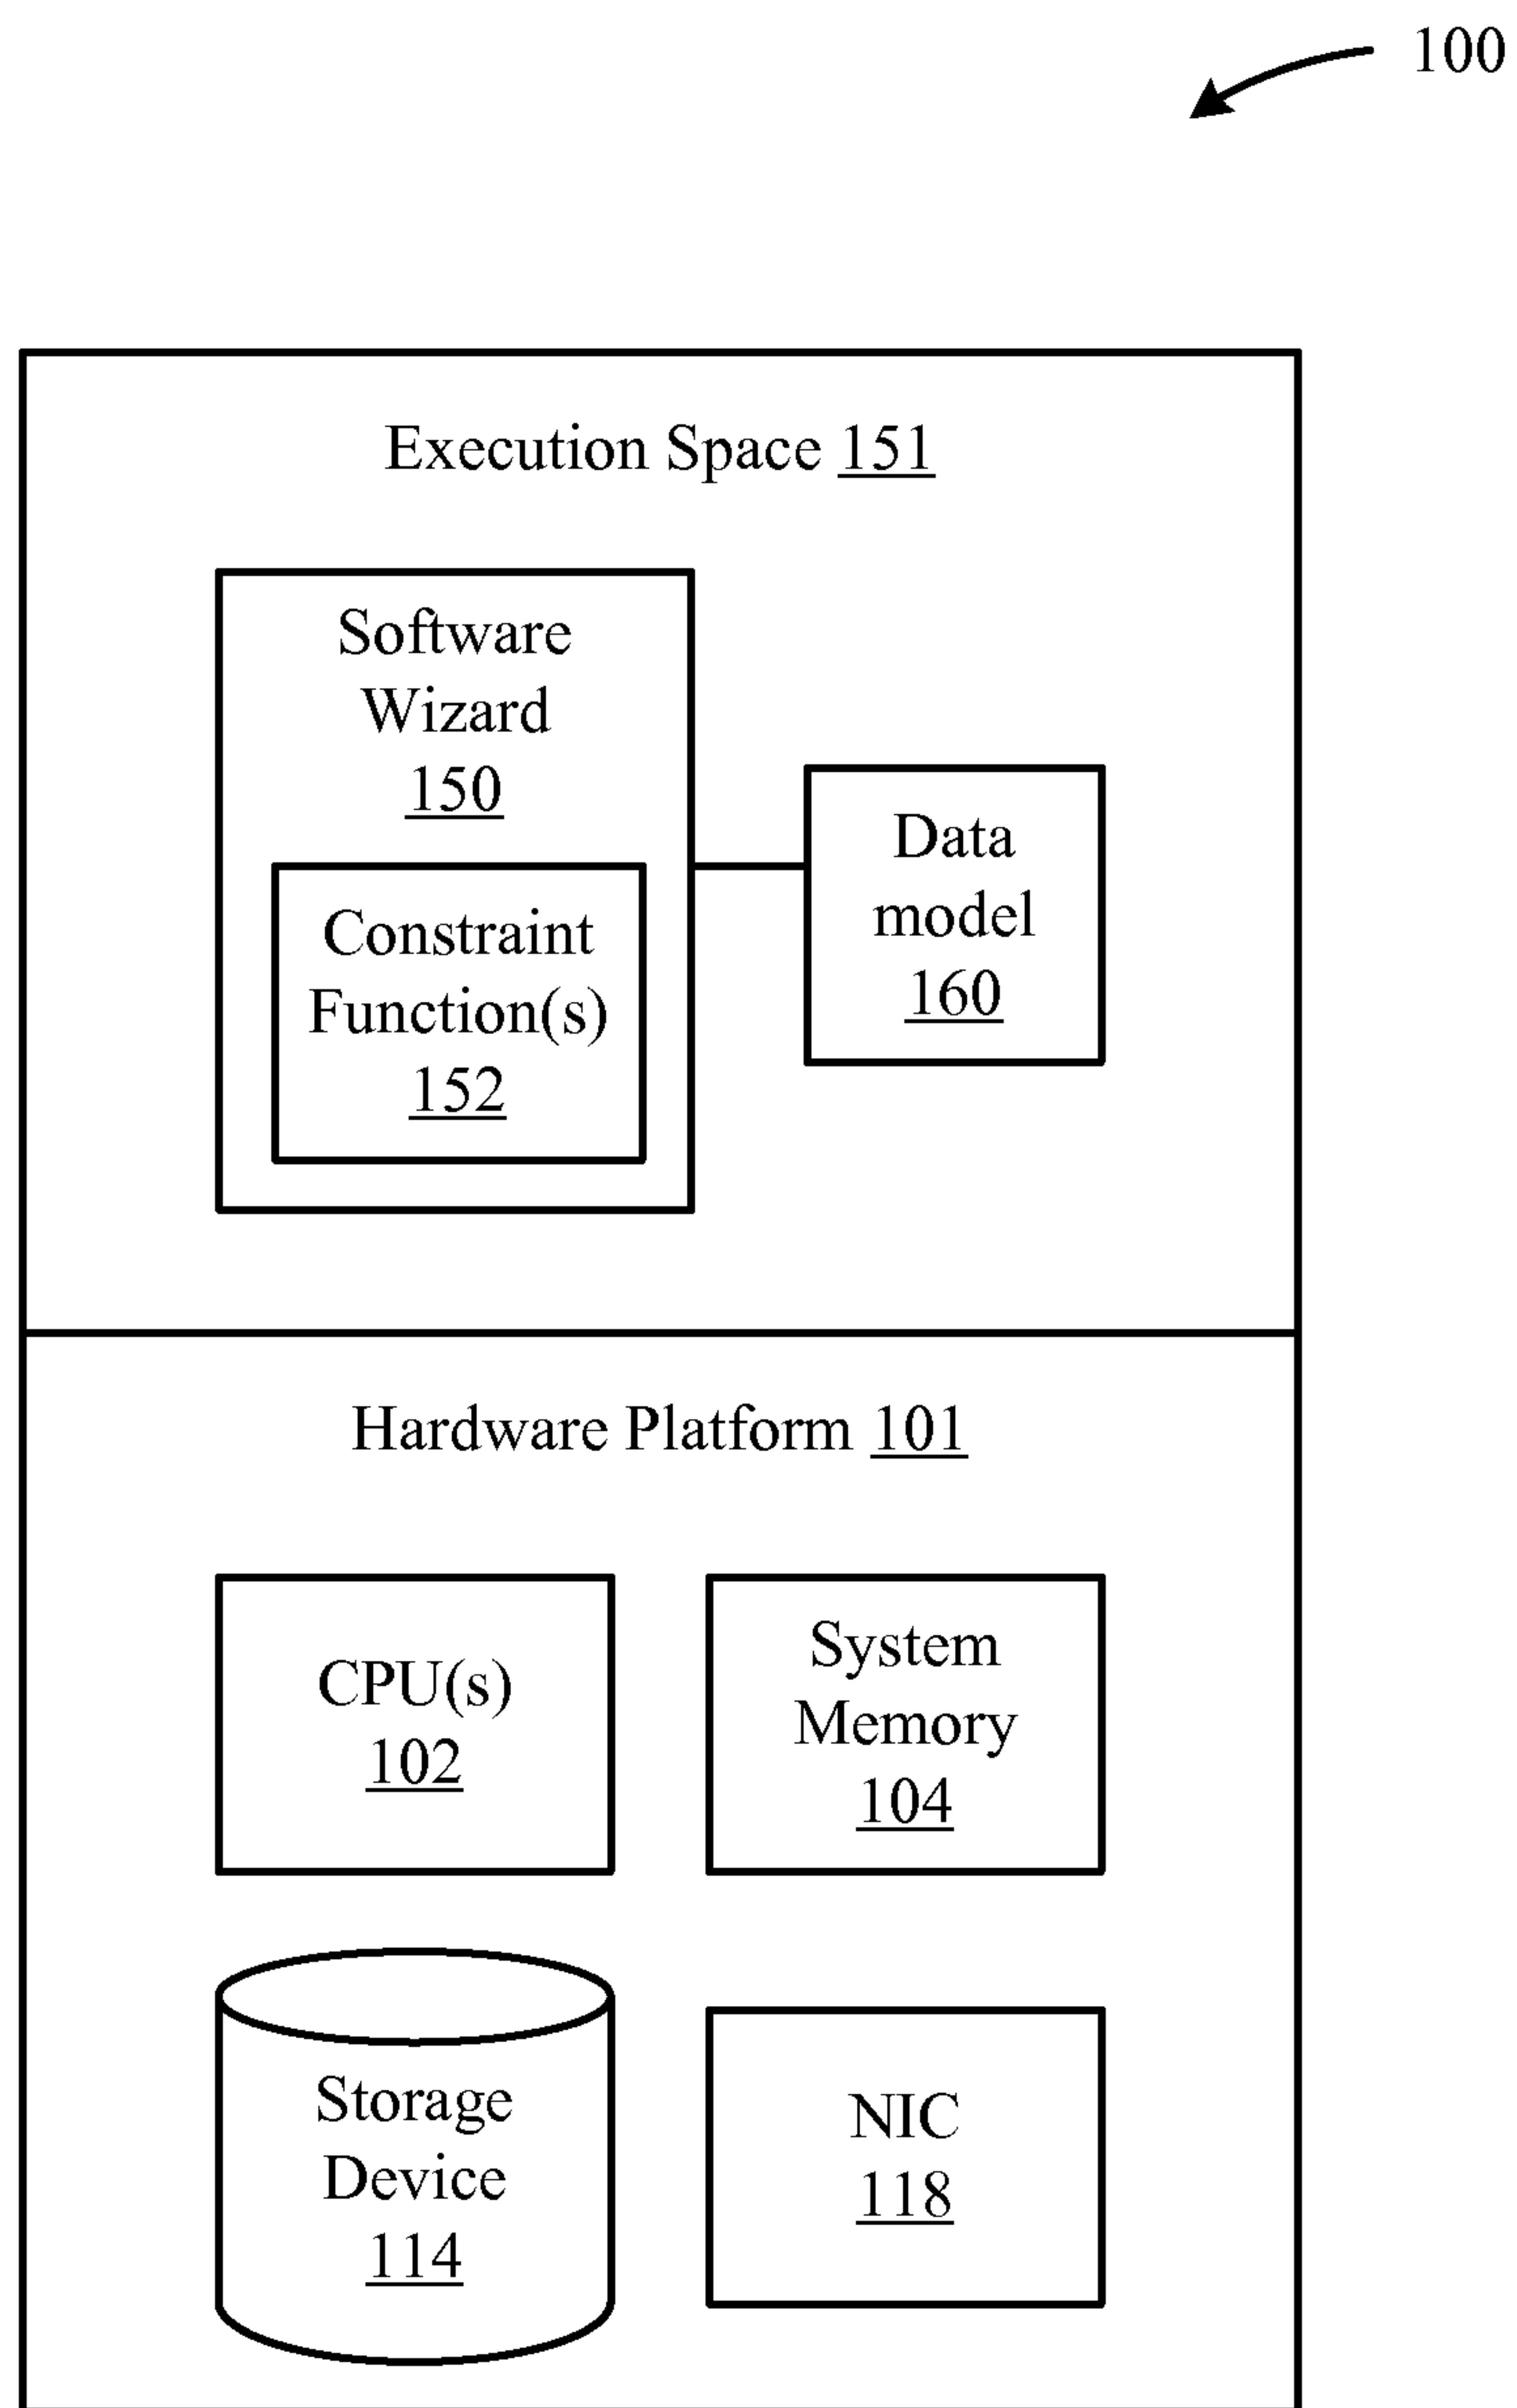 100
Execution Space 151
Software
Wizard
150
Constraint
Function(s)
152
Data
model
160
Hardware Platform 101
CPU(s)
102
System
Memory
104
Storage
Device
114
NIC
118